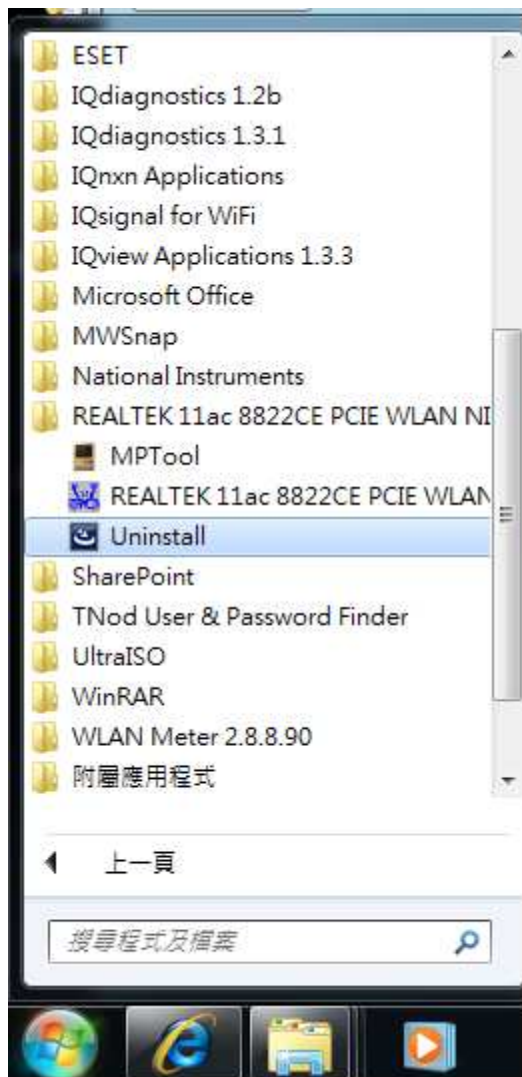 ESET
IQdiagnostics 1.2b
IQdiagnostics 1.3.1
IQnxn Applications
IQsignal for WiFi
IQview Applications 1.3.3
Microsoft Office
MWSnap
National Instruments
REALTEK 11ac 8822CE PCIE WLAN NI
MPTool
REALTEK 11ac 8822CE PCIE WLAN
Uninstall
SharePoint
TNod User & Password Finder
UltraISO
WinRAR
WLAN Meter 2.8.8.90
附屬應用程式
上一頁
搜尋程式及檔案